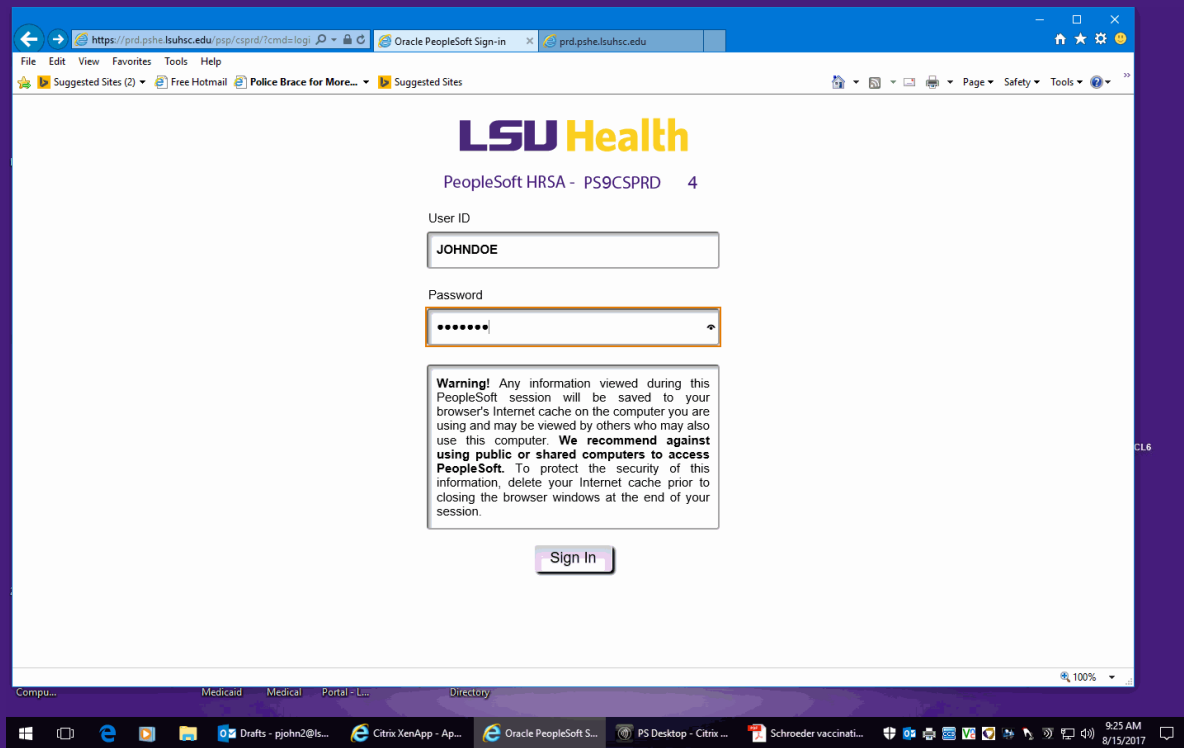 https://prd.pshe.lsuhsc.edu/psp/csprd/?cmd=logi
Oracle PeopleSoft Sign-in
prd.pshe.lsuhsc.edu
File Edit View Favorites Tools Help
Suggested Sites (2) Free Hotmail Police Brace for More... Suggested Sites
Page Safety Tools
LSU Health
PeopleSoft HRSA - PS9CSPRD 4
User ID
JOHNDOE
Password
Warning! Any information viewed during this
PeopleSoft session will be saved to your
browser's Internet cache on the computer you are
using and may be viewed by others who may also
use this computer. We recommend against
using public or shared computers to access
PeopleSoft. To protect the security of this
information, delete your Internet cache prior to
closing the browser windows at the end of your
session.
CL6
Sign In
100%
Compu... Medicaid Medical Portal - L... Directory
Drafts - pjohn2@ls... Citrix XenApp - Ap... Oracle PeopleSoft S... PS Desktop - Citrix ... Schroeder vaccinati...
9:25 AM
8/15/2017